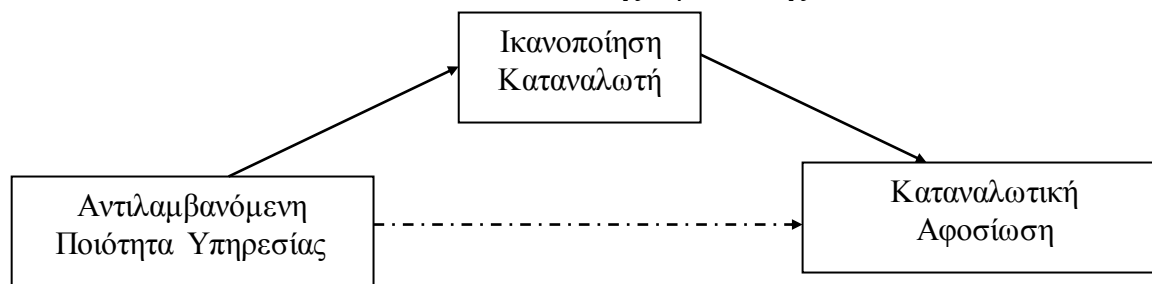 Ικανοποίηση
Καταναλωτή
Αντιλαμβανόμενη
Ποιότητα Υπηρεσίας
Καταναλωτική
Αφοσίωση